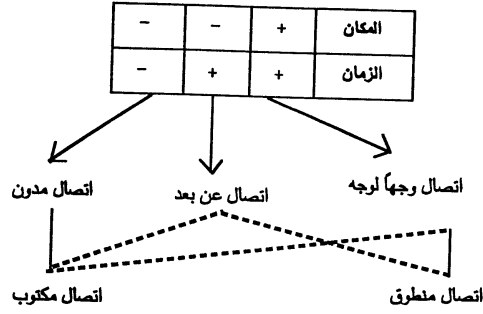 المكان + – –
الزمان + + –
اتصال وجهاً لوجه
اتصال عن بعد
اتصال مدون
اتصال منطوق
اتصال مكتوب